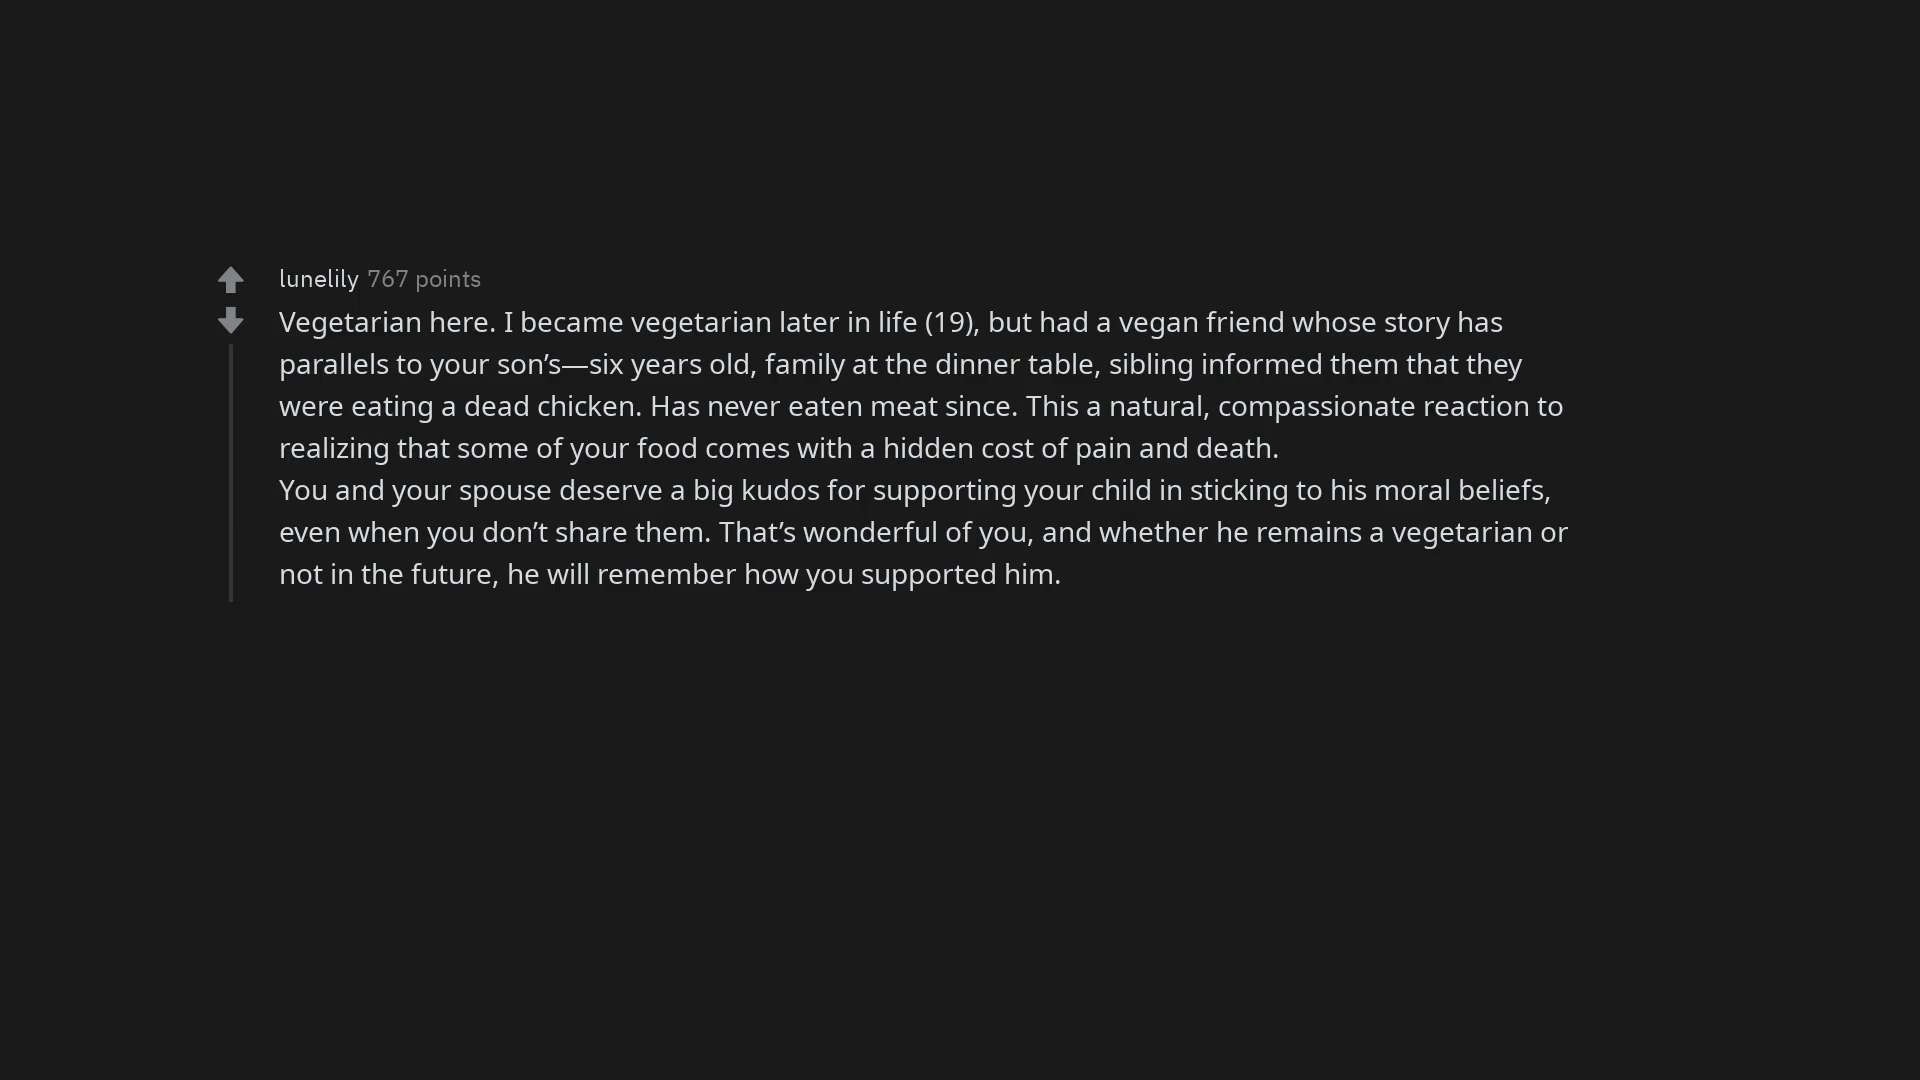 lunelily 767 points
Vegetarian here. I became vegetarian later in life (19), but had a vegan friend whose story has
parallels to your son’s—six years old, family at the dinner table, sibling informed them that they
were eating a dead chicken. Has never eaten meat since. This a natural, compassionate reaction to
realizing that some of your food comes with a hidden cost of pain and death.
You and your spouse deserve a big kudos for supporting your child in sticking to his moral beliefs,
even when you don’t share them. That’s wonderful of you, and whether he remains a vegetarian or
not in the future, he will remember how you supported him.